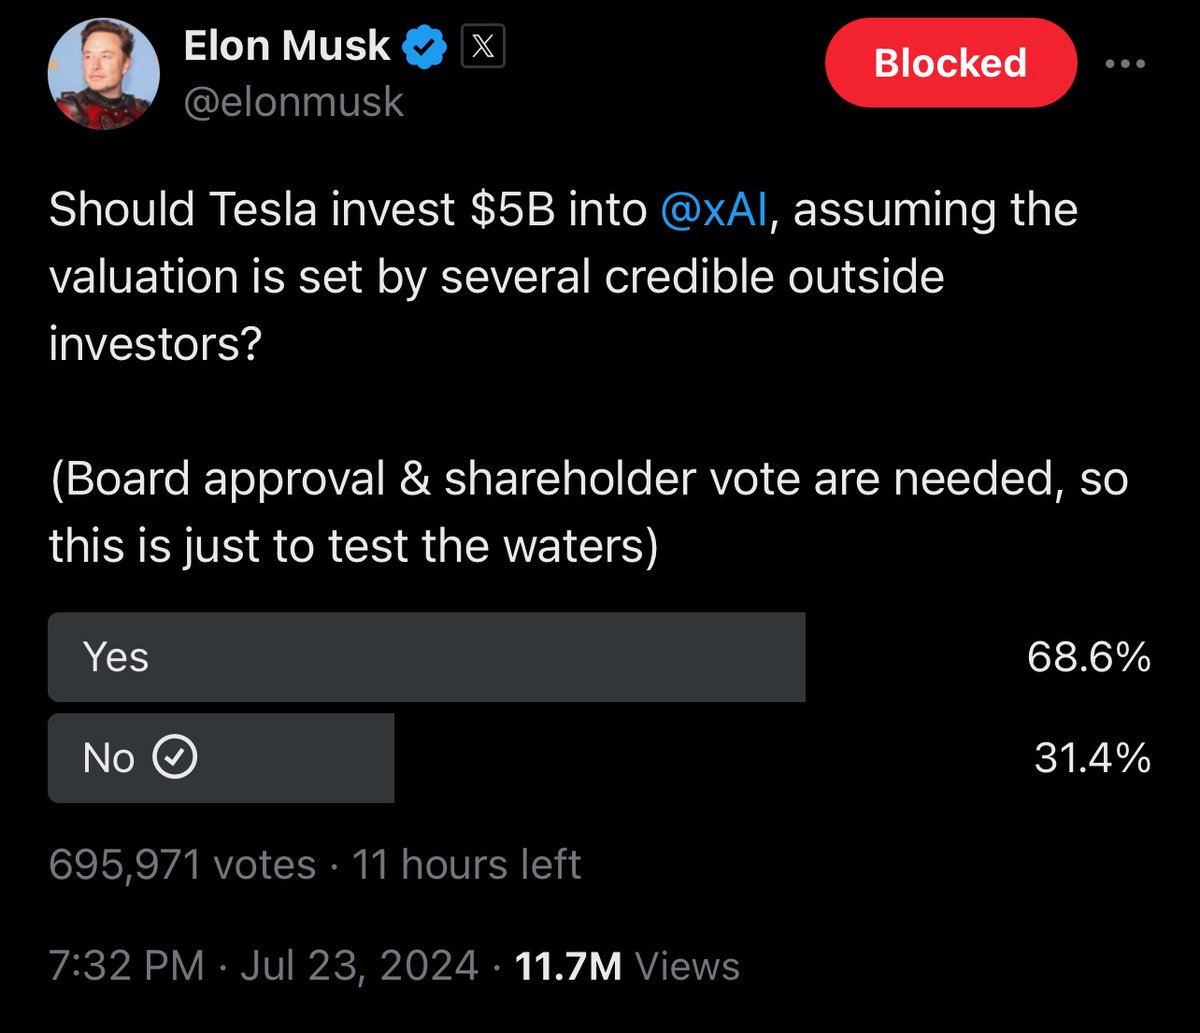 Elon Musk
Blocked
@elonmusk
Should Tesla invest $5B into @xAI, assuming the
valuation is set by several credible outside
investors?
(Board approval & shareholder vote are needed, so
this is just to test the waters)
Yes 68.6%
No 31.4%
695,971 votes · 11 hours left
7:32 PM · Jul 23, 2024 · 11.7M Views